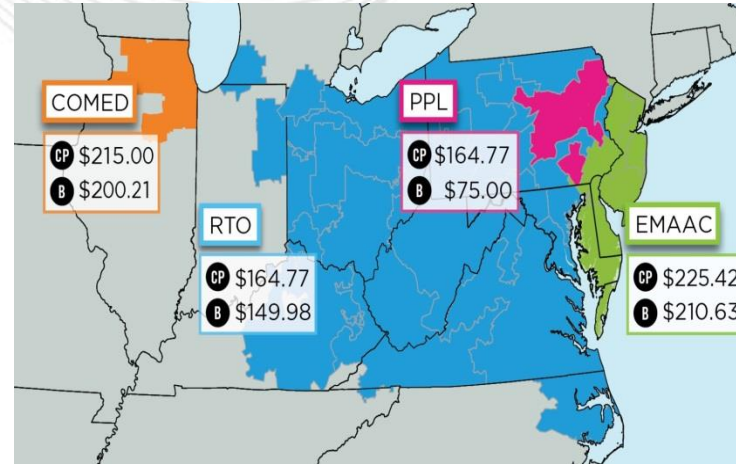 COMED
CP $215.00
B $200.21
PPL
CP $164.77
B $75.00
RTO
CP $164.77
B $149.98
EMAAC
CP $225.42
B $210.63